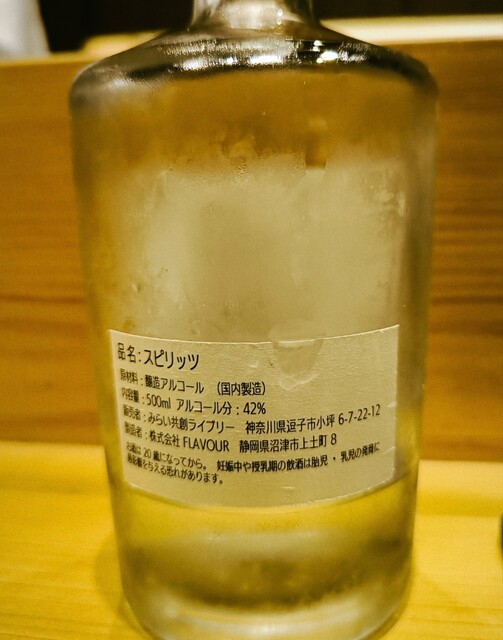 品名：スピリッツ
原材料：醸造アルコール （国内製造）
内容量：500ml アルコール分：42%
販売者：みらい共創ライブリー 神奈川県逗子市小坪 6-7-22-12
製造者：株式会社 FLAVOUR 静岡県沼津市上土町 8
お酒は 20 歳になってから。 妊娠中や授乳期の飲酒は胎児・乳児の発育に
悪影響を与える恐れがあります。